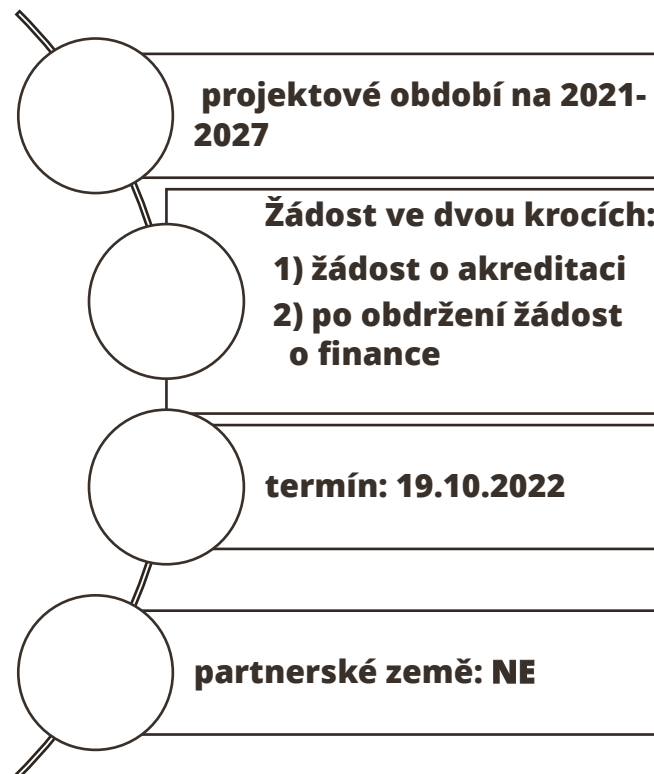 projektové období na 2021-
2027
Žádost ve dvou krocích:
1) žádost o akreditaci
2) po obdržení žádost
o finance
termín: 19.10.2022
partnerské země: NE